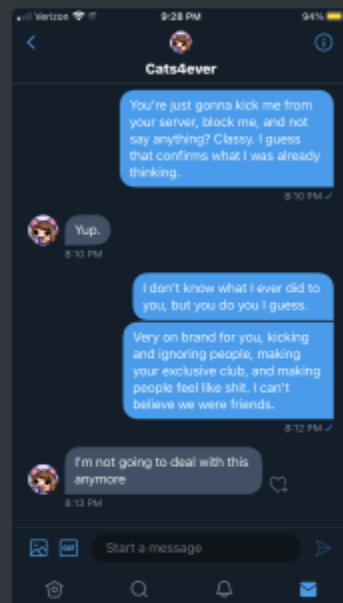 Verizon 9:28 PM 94%
Cats4ever
You're just gonna kick me from
your server, block me, and not
say anything? Classy. I guess
that confirms what I was already
thinking.
8:10 PM ✓
Yup.
8:10 PM
I don't know what I ever did to
you, but you do you I guess.
Very on brand for you, kicking
and ignoring people, making
your exclusive club, and making
people feel like shit. I can't
believe we were friends.
8:12 PM ✓
I'm not going to deal with this
anymore
8:13 PM
GIF Start a message